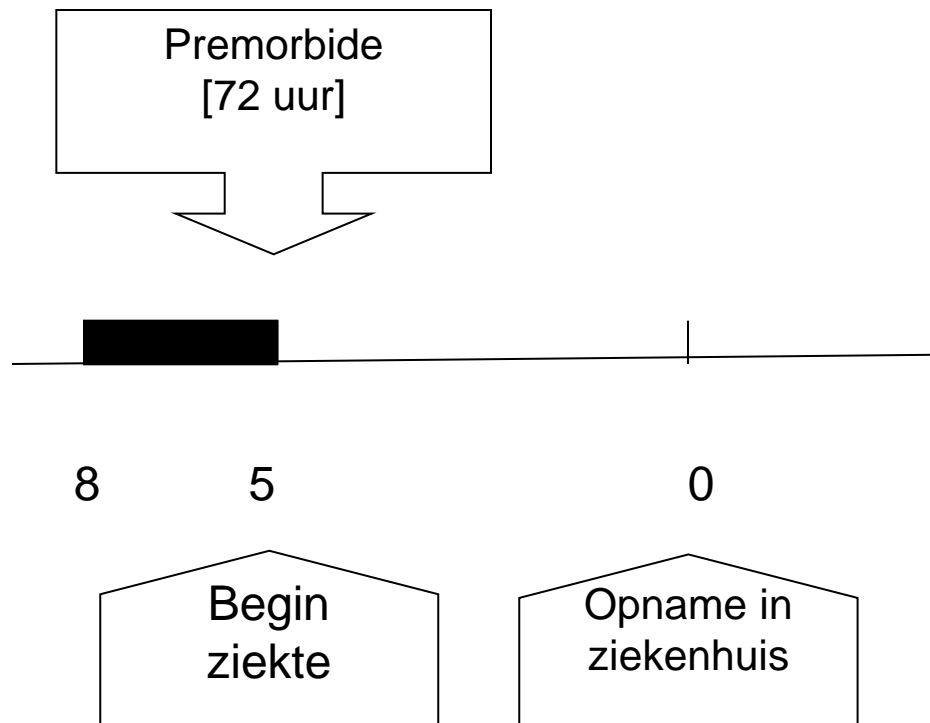 Premorbide
[72 uur]
8 5 0
Begin
ziekte
Opname in
ziekenhuis